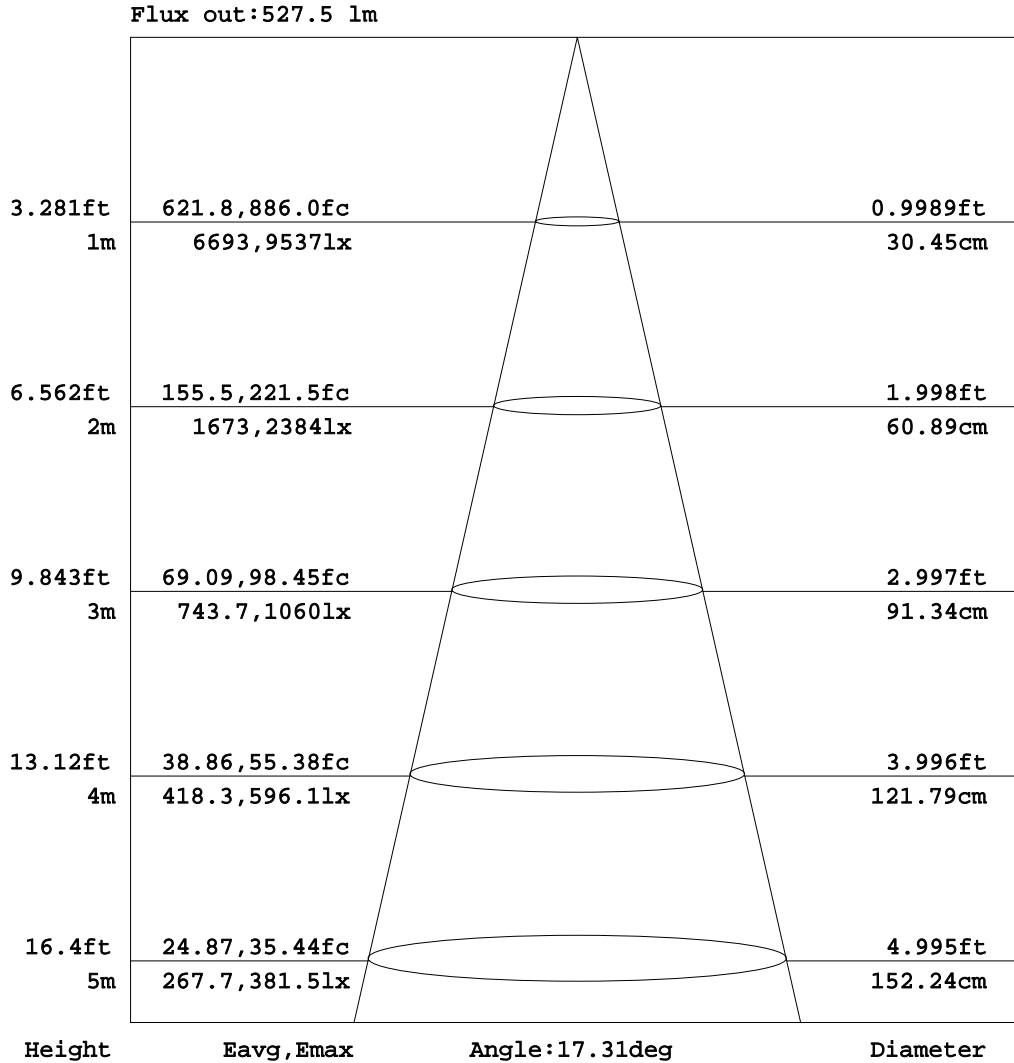 Flux out:527.5 lm
3.281ft 621.8,886.0fc 0.9989ft
1m 6693,9537lx 30.45cm
6.562ft 155.5,221.5fc 1.998ft
2m 1673,2384lx 60.89cm
9.843ft 69.09,98.45fc 2.997ft
3m 743.7,1060lx 91.34cm
13.12ft 38.86,55.38fc 3.996ft
4m 418.3,596.1lx 121.79cm
16.4ft 24.87,35.44fc 4.995ft
5m 267.7,381.5lx 152.24cm
Height Eavg,Emax Angle:17.31deg Diameter